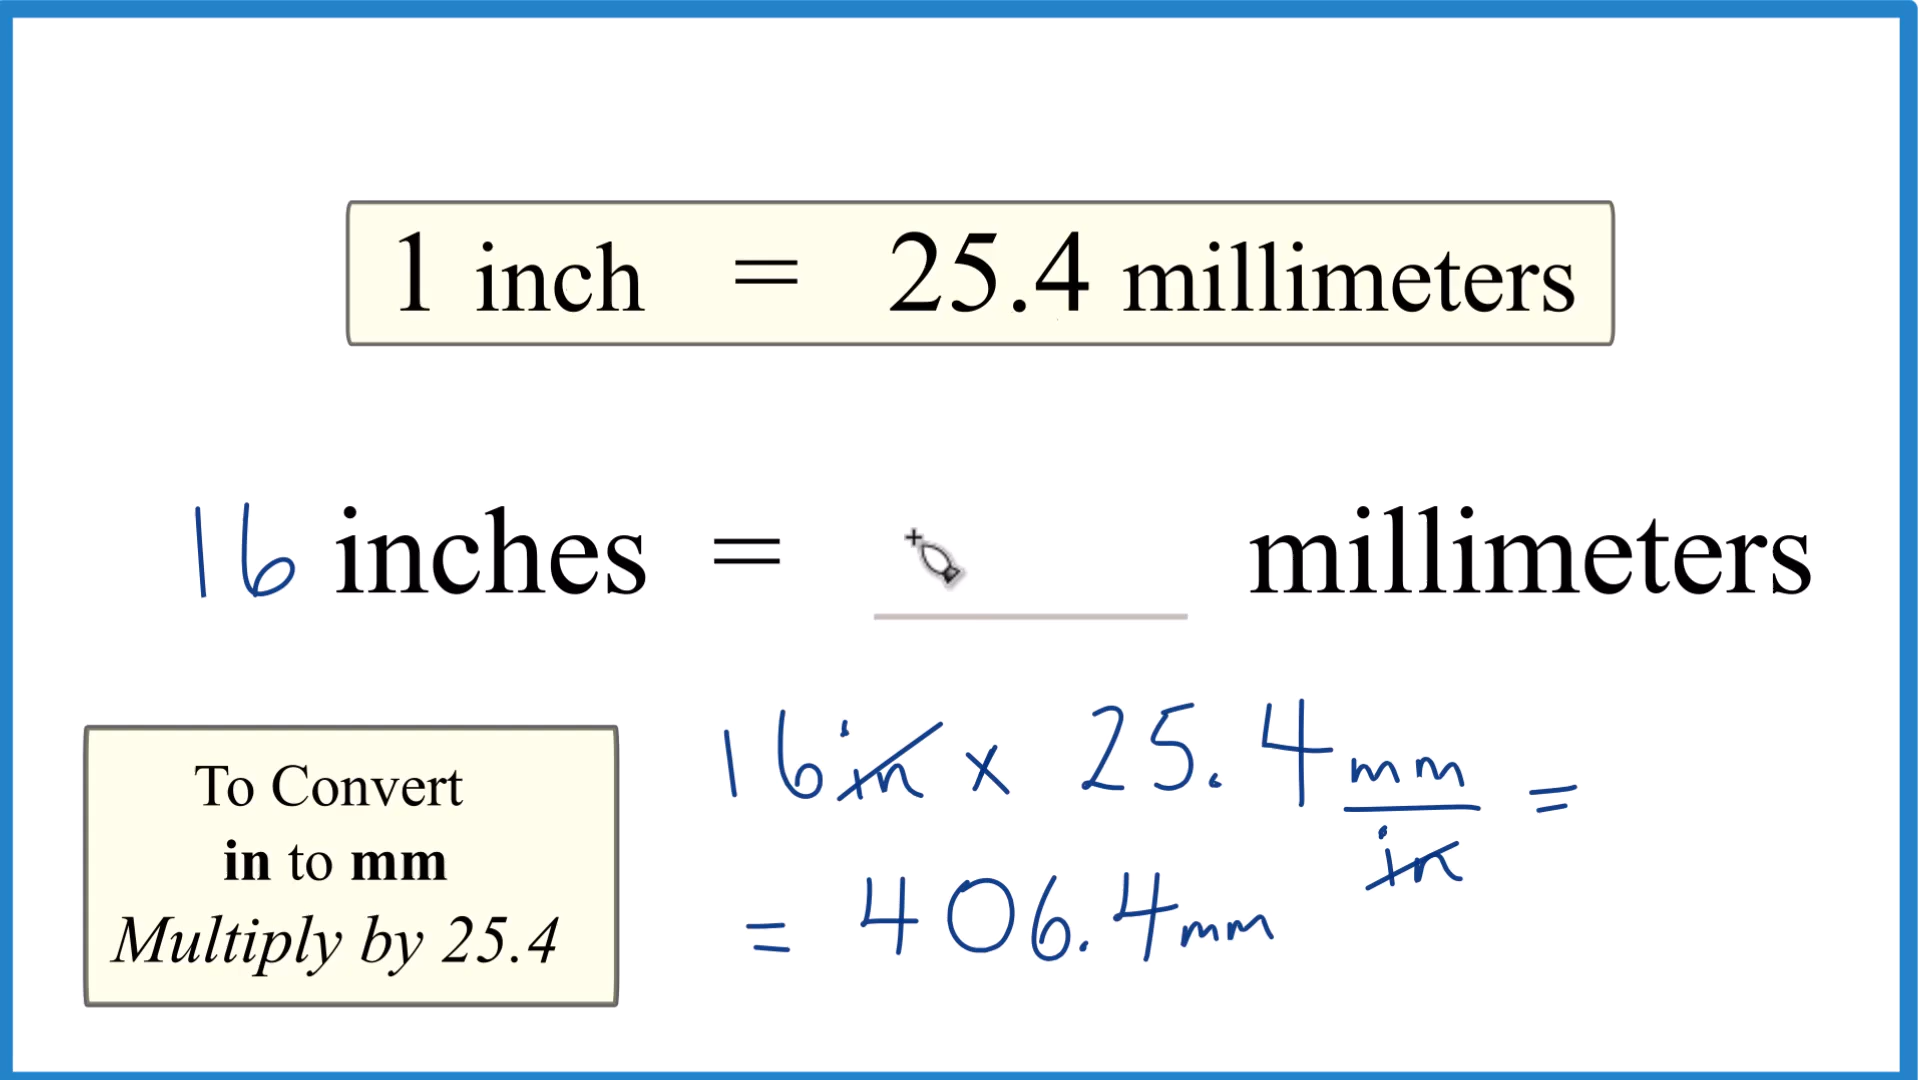 1 inch = 25.4 millimeters
16 inches = millimeters
To Convert
in to mm
Multiply by 25.4
16 in x 25.4 mm/in =
= 406.4 mm